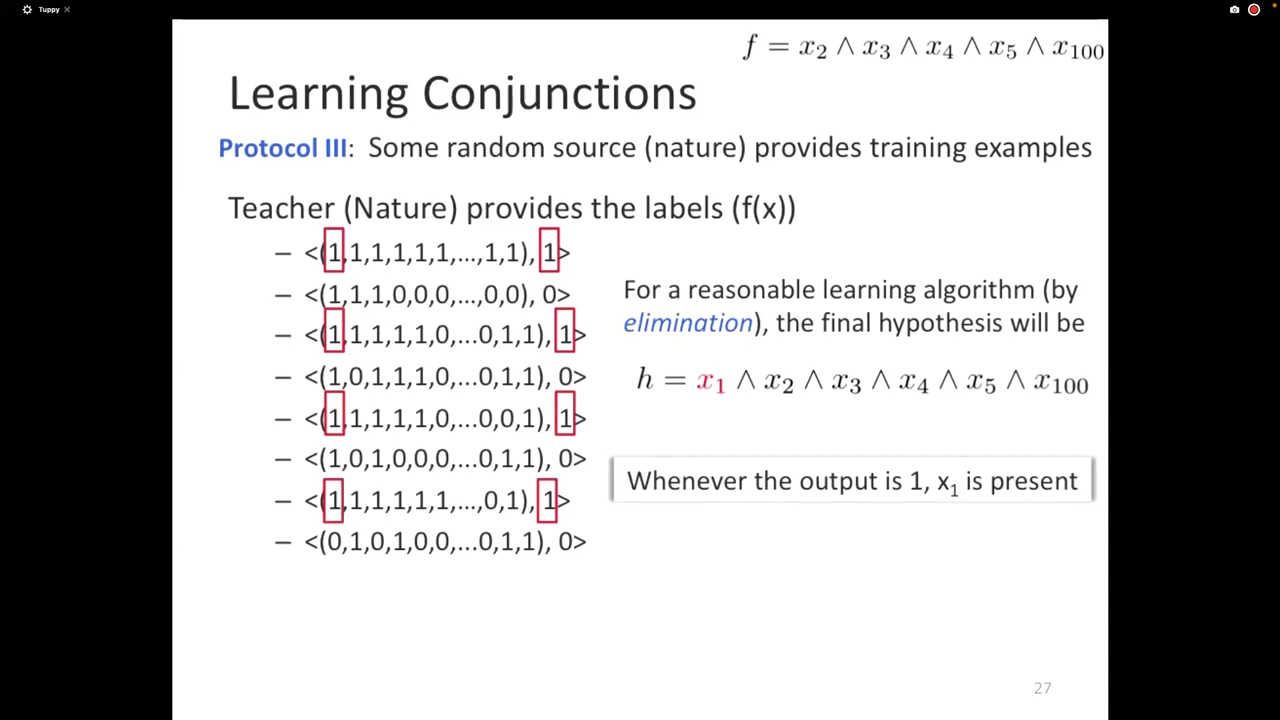 Tuppy
f = x₂ ∧ x₃ ∧ x₄ ∧ x₅ ∧ x₁₀₀
Learning Conjunctions
Protocol III: Some random source (nature) provides training examples
Teacher (Nature) provides the labels (f(x))
– <(1,1,1,1,1,1,...,1,1), 1>
– <(1,1,1,0,0,0,...,0,0), 0>
– <(1,1,1,1,1,0,...0,1,1), 1>
– <(1,0,1,1,1,0,...0,1,1), 0>
– <(1,1,1,1,1,0,...0,0,1), 1>
– <(1,0,1,0,0,0,...0,1,1), 0>
– <(1,1,1,1,1,1,...,0,1), 1>
– <(0,1,0,1,0,0,...0,1,1), 0>
For a reasonable learning algorithm (by
elimination), the final hypothesis will be
h = x₁ ∧ x₂ ∧ x₃ ∧ x₄ ∧ x₅ ∧ x₁₀₀
Whenever the output is 1, x₁ is present
27